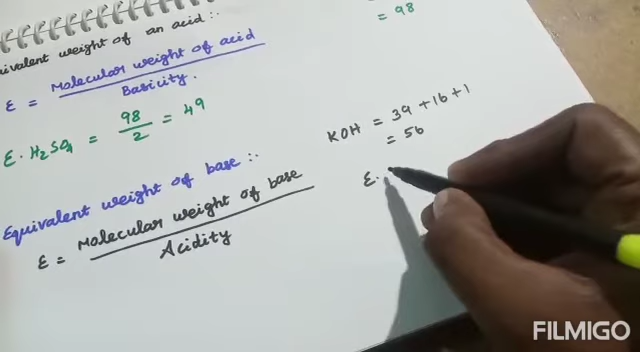 ivalent weight of an acid :-
E = Molecular weight of acid
Basicity.
E. H₂SO₄ = 98/2 = 49
Equivalent weight of base :-
E = Molecular weight of base
Acidity
= 98
KOH = 39 + 16 + 1
= 56
E.
FILMIGO